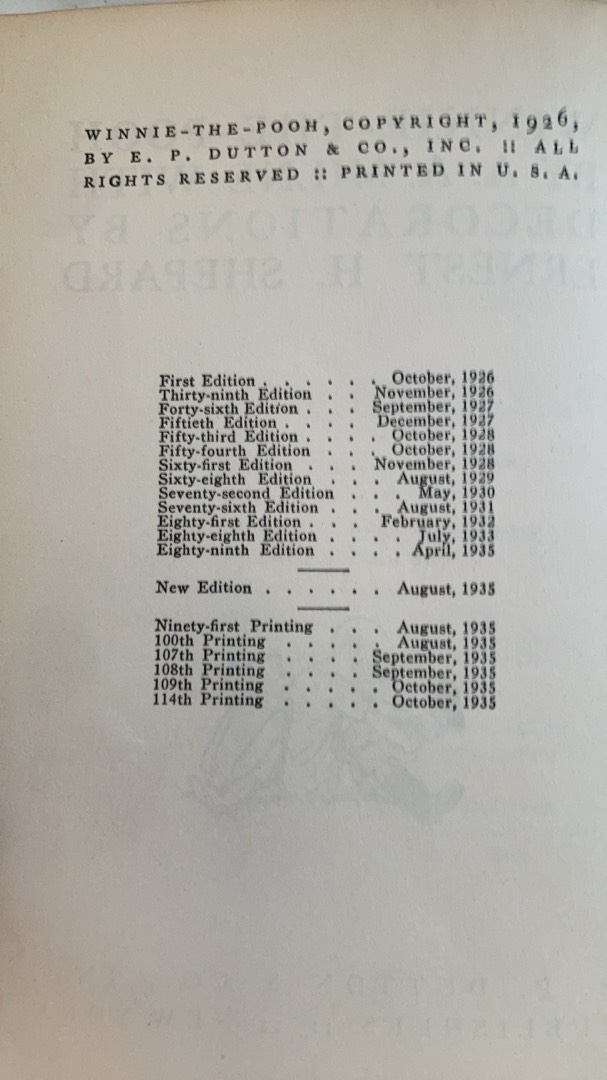 WINNIE-THE-POOH, COPYRIGHT, 1926,
BY E. P. DUTTON & CO., INC. :: ALL
RIGHTS RESERVED :: PRINTED IN U. S. A.
First Edition . . . . . . October, 1926
Thirty-ninth Edition . . November, 1926
Forty-sixth Edition . . . September, 1927
Fiftieth Edition . . . . December, 1927
Fifty-third Edition . . . . October, 1928
Fifty-fourth Edition . . . October, 1928
Sixty-first Edition . . . November, 1928
Sixty-eighth Edition . . . August, 1929
Seventy-second Edition . . . May, 1930
Seventy-sixth Edition . . . August, 1931
Eighty-first Edition . . . February, 1932
Eighty-eighth Edition . . . . July, 1933
Eighty-ninth Edition . . . . April, 1935
New Edition . . . . . . August, 1935
Ninety-first Printing . . . August, 1935
100th Printing . . . . . August, 1935
107th Printing . . . . September, 1935
108th Printing . . . . September, 1935
109th Printing . . . . . October, 1935
114th Printing . . . . . October, 1935
DECORATIONS BY
ERNEST H. SHEPARD